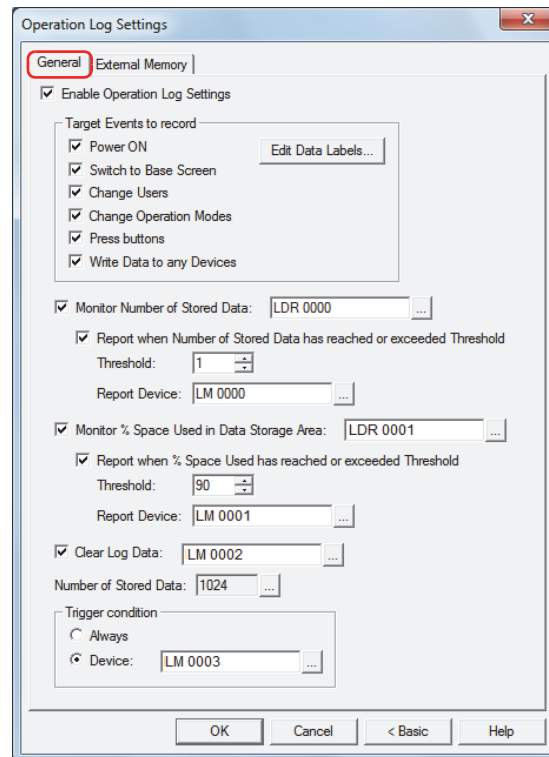 Operation Log Settings
General External Memory
Enable Operation Log Settings
Target Events to record
Power ON
Edit Data Labels...
Switch to Base Screen
Change Users
Change Operation Modes
Press buttons
Write Data to any Devices
Monitor Number of Stored Data: LDR 0000 ...
Report when Number of Stored Data has reached or exceeded Threshold
Threshold: 1
Report Device: LM 0000 ...
Monitor % Space Used in Data Storage Area: LDR 0001 ...
Report when % Space Used has reached or exceeded Threshold
Threshold: 90
Report Device: LM 0001 ...
Clear Log Data: LM 0002 ...
Number of Stored Data: 1024 ...
Trigger condition
Always
Device: LM 0003 ...
OK Cancel < Basic Help